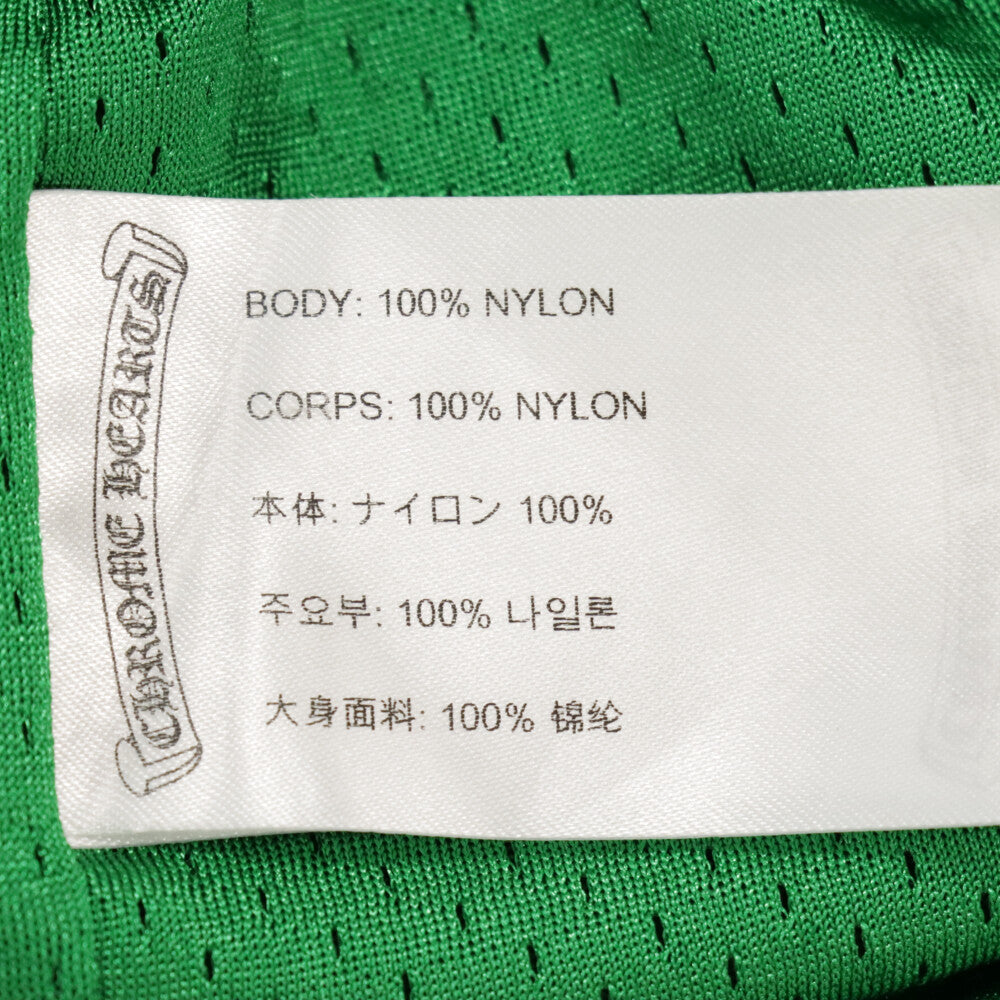 CHROME HEARTS
BODY: 100% NYLON
CORPS: 100% NYLON
本体: ナイロン 100%
주요부: 100% 나일론
大身面料: 100% 锦纶